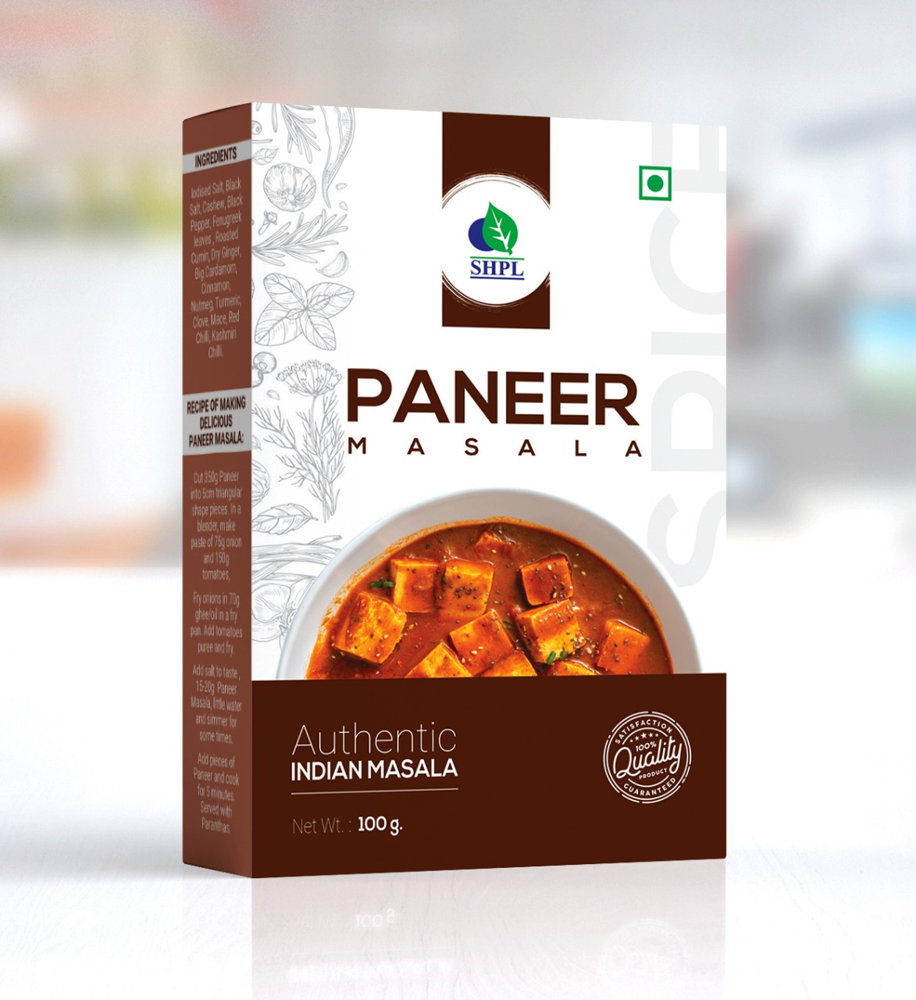 INGREDIENTS
Iodised Salt, Black
Salt, Cashew, Black
Pepper, Fenugreek
leaves , Roasted
Cumin, Dry Ginger,
Big Cardamom,
Cinnamon,
Nutmeg, Turmeric,
Clove, Mace, Red
Chilli, Kashmiri
Chilli.
RECIPE OF MAKING
DELICIOUS
PANEER MASALA:
Cut 350g Paneer
into 5cm triangular
shape pieces. In a
blender, make
paste of 75g onion
and 150g
tomatoes,
Fry onions in 70g
ghee/oil in a fry
pan. Add tomatoes
puree and fry.
Add salt to taste ,
15-20g Paneer
Masala, little water
and simmer for
some times.
Add pieces of
Paneer and cook
for 5 minutes.
Served with
Paranthas.
SHPL
PANEER
MASALA
SPICE
Authentic
INDIAN MASALA
Net Wt. : 100 g.
SATISFACTION
100%
Quality
PRODUCT
GUARANTEED